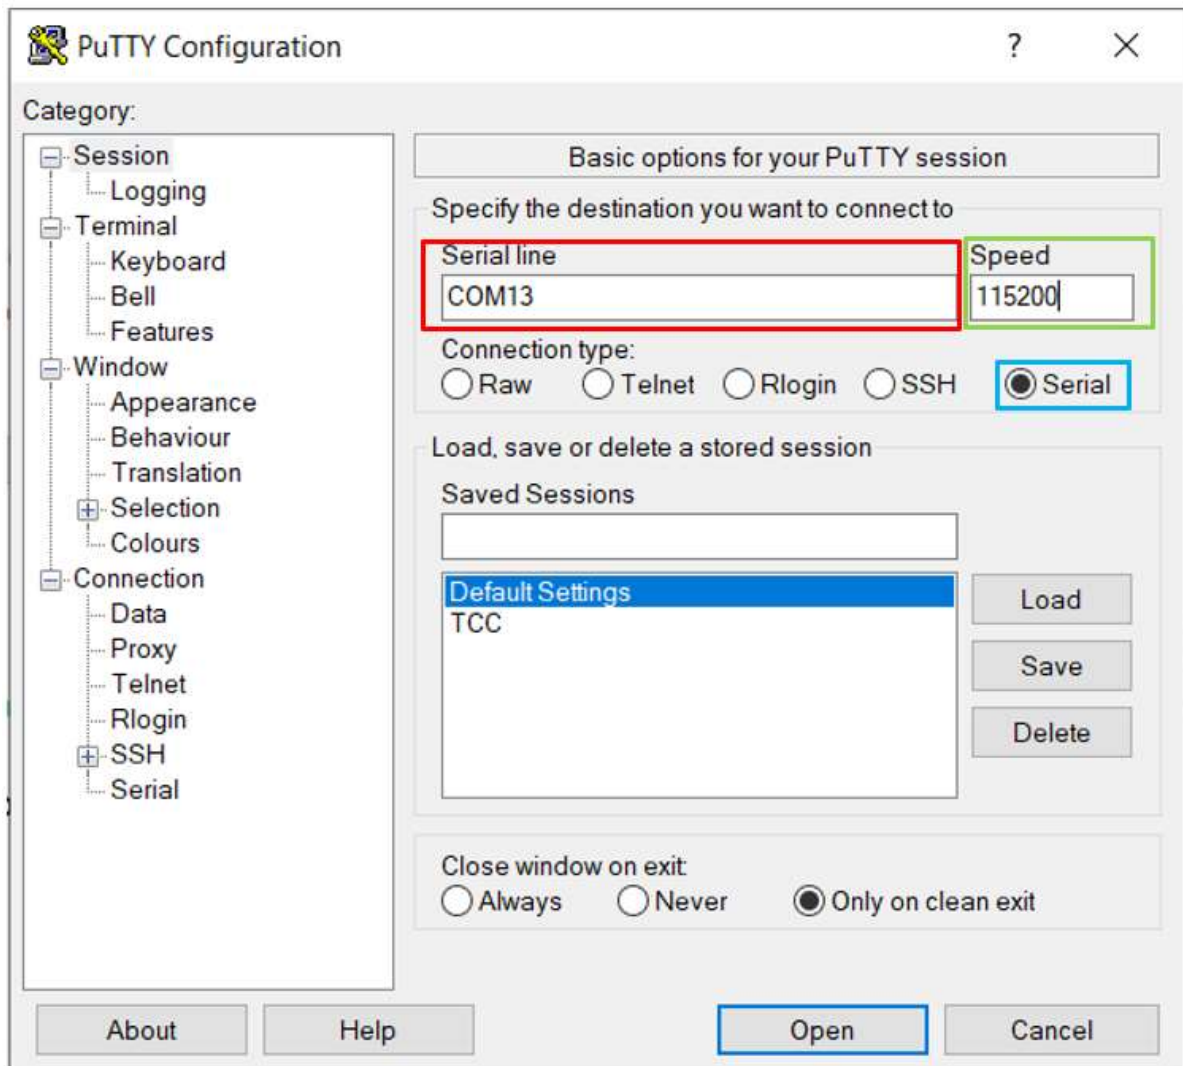 PuTTY Configuration
?
Category:
Session
Logging
Terminal
Keyboard
Bell
Features
Window
Appearance
Behaviour
Translation
Selection
Colours
Connection
Data
Proxy
Telnet
Rlogin
SSH
Serial
Basic options for your PuTTY session
Specify the destination you want to connect to
Serial line
Speed
COM13
115200
Connection type:
Raw
Telnet
Rlogin
SSH
Serial
Load, save or delete a stored session
Saved Sessions
Default Settings
TCC
Load
Save
Delete
Close window on exit:
Always
Never
Only on clean exit
About
Help
Open
Cancel